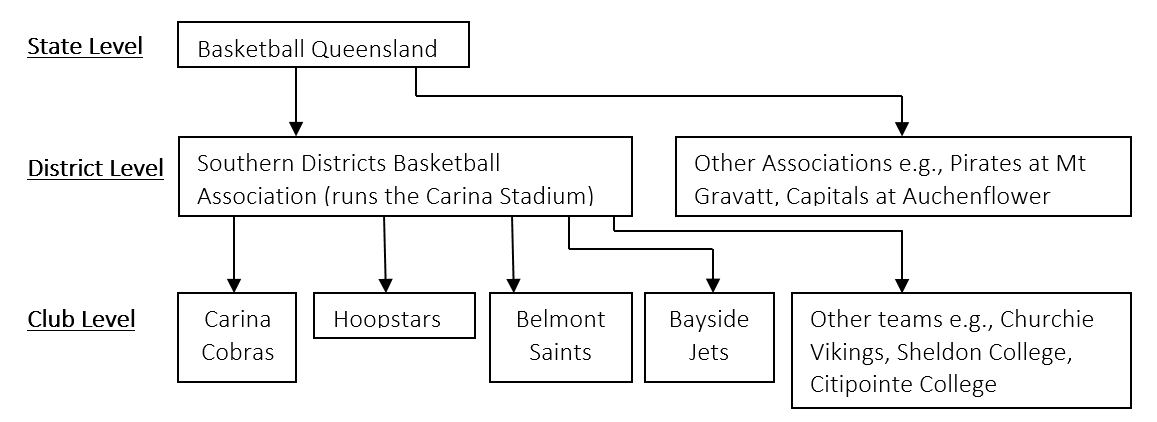 State Level
Basketball Queensland
District Level
Southern Districts Basketball
Association (runs the Carina Stadium)
Other Associations e.g., Pirates at Mt
Gravatt, Capitals at Auchenflower
Club Level
Carina
Cobras
Hoopstars
Belmont
Saints
Bayside
Jets
Other teams e.g., Churchie
Vikings, Sheldon College,
Citipointe College